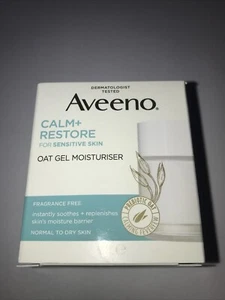 DERMATOLOGIST
TESTED
Aveeno®
CALM+
RESTORE
FOR SENSITIVE SKIN
OAT GEL MOISTURISER
FRAGRANCE FREE
instantly soothes + replenishes
skin's moisture barrier
NORMAL TO DRY SKIN